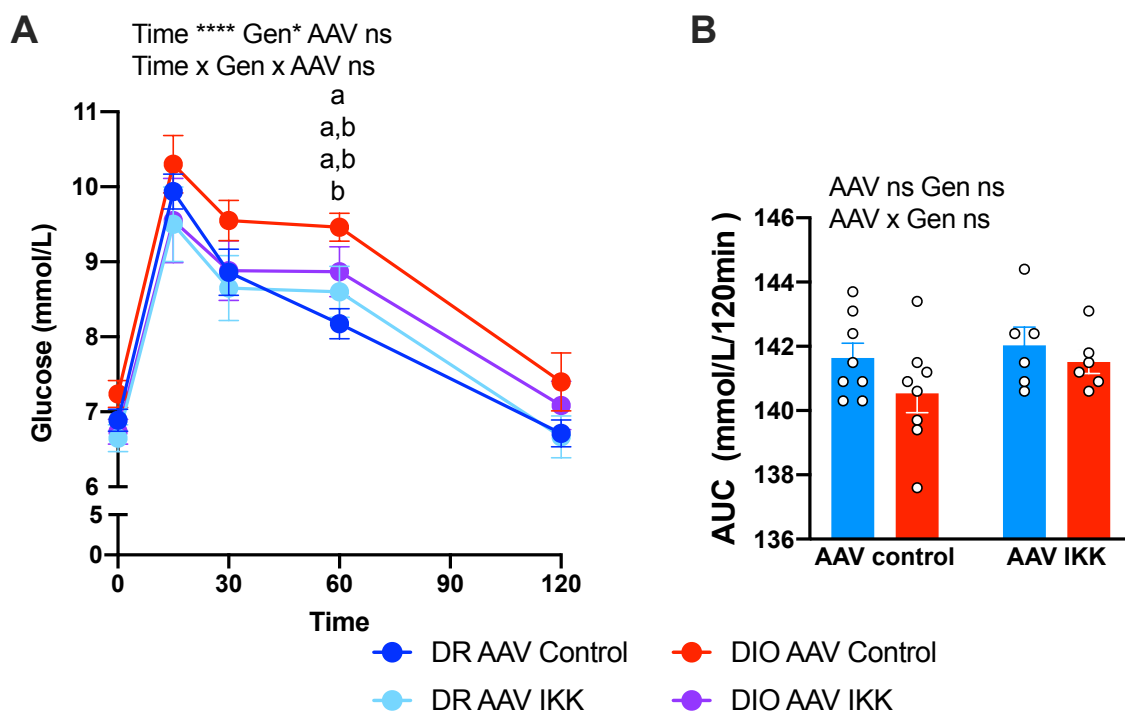 A
Time **** Gen* AAV ns
Time x Gen x AAV ns
a
a,b
a,b
b
11
10
9
8
7
6
5
0
Glucose (mmol/L)
0 30 60 90 120
Time
B
AAV ns Gen ns
AAV x Gen ns
146
144
142
140
138
136
AUC (mmol/L/120min)
AAV control AAV IKK
DR AAV Control DIO AAV Control
DR AAV IKK DIO AAV IKK